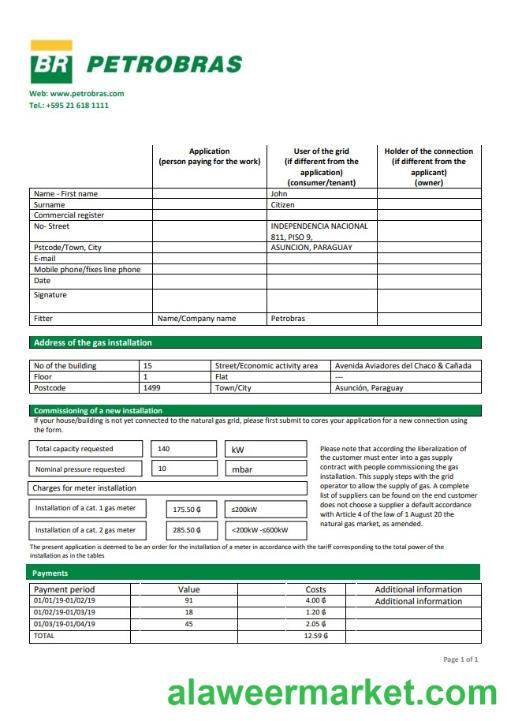 BR PETROBRAS
Web: www.petrobras.com
Tel.: +595 21 618 1111
Application
(person paying for the work)
User of the grid
(if different from the
application)
(consumer/tenant)
Holder of the connection
(if different from the
applicant)
(owner)
Name - First name John
Surname Citizen
Commercial register
No- Street INDEPENDENCIA NACIONAL
811, PISO 9,
Pstcode/Town, City ASUNCION, PARAGUAY
E-mail
Mobile phone/fixes line phone
Date
Signature
Fitter Name/Company name Petrobras
Address of the gas installation
No of the building 15 Street/Economic activity area Avenida Aviadores del Chaco & Cañada
Floor 1 Flat ---
Postcode 1499 Town/City Asunción, Paraguay
Commissioning of a new installation
If your house/building is not yet connected to the natural gas grid, please first submit to cores your application for a new connection using
the form.
Total capacity requested 140 kW
Nominal pressure requested 10 mbar
Charges for meter installation
Installation of a cat. 1 gas meter 175.50 ₲ ≤200kW
Installation of a cat. 2 gas meter 285.50 ₲ <200kW -≤600kW
Please note that according the liberalization of
the customer must enter into a gas supply
contract with people commissioning the gas
installation. This supply steps with the grid
operator to allow the supply of gas. A complete
list of suppliers can be found on the end customer
does not choose a supplier a default accordance
with Article 4 of the law of 1 August 20 the
natural gas market, as amended.
The present application is deemed to be an order for the installation of a meter in accordance with the tariff corresponding to the total power of the
installation as in the tables
Payments
Payment period Value Costs Additional information
01/01/19-01/02/19 91 4.00 ₲ Additional information
01/02/19-01/03/19 18 1.20 ₲
01/03/19-01/04/19 45 2.05 ₲
TOTAL 12.59 ₲
Page 1 of 1
alaweermarket.com